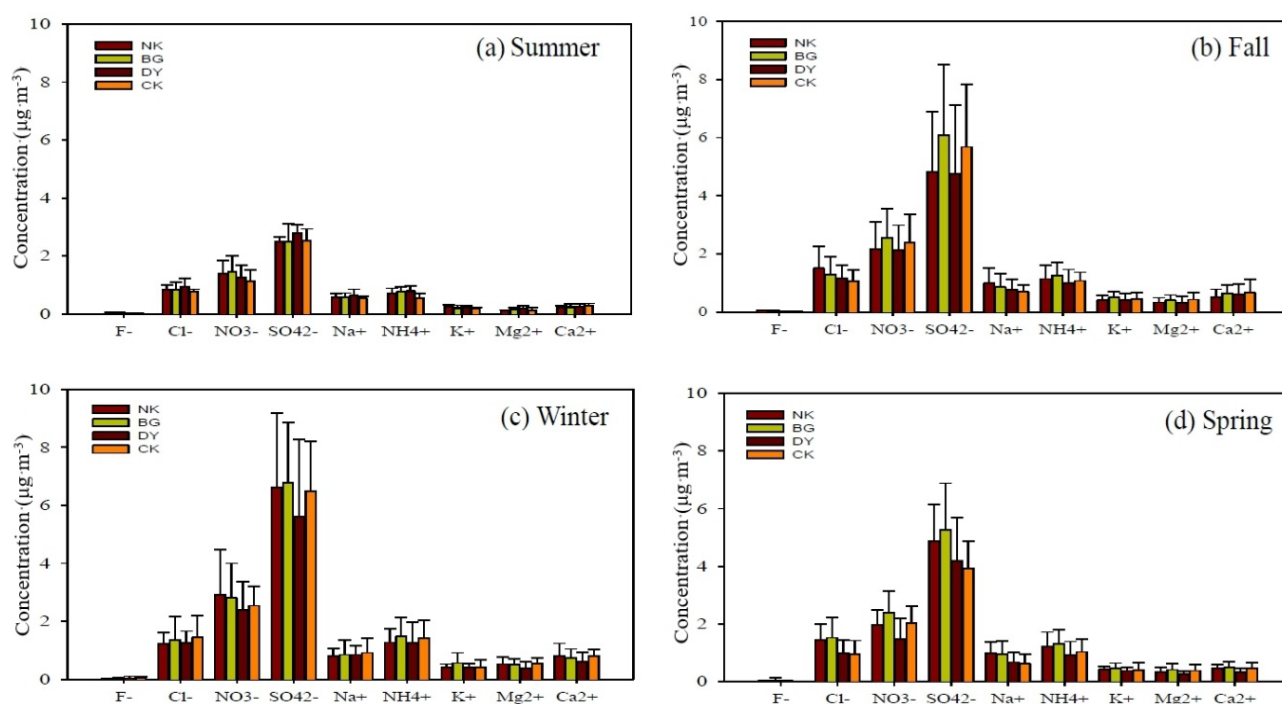 (a) Summer
NK
BG
DY
CK
Concentration·(μg·m-3)
10
8
6
4
2
0
F- Cl- NO3- SO42- Na+ NH4+ K+ Mg2+ Ca2+
(b) Fall
NK
BG
DY
CK
Concentration·(μg·m-3)
10
8
6
4
2
0
F- Cl- NO3- SO42- Na+ NH4+ K+ Mg2+ Ca2+
(c) Winter
NK
BG
DY
CK
Concentration·(μg·m-3)
10
8
6
4
2
0
F- Cl- NO3- SO42- Na+ NH4+ K+ Mg2+ Ca2+
(d) Spring
NK
BG
DY
CK
Concentration·(μg·m-3)
10
8
6
4
2
0
F- Cl- NO3- SO42- Na+ NH4+ K+ Mg2+ Ca2+